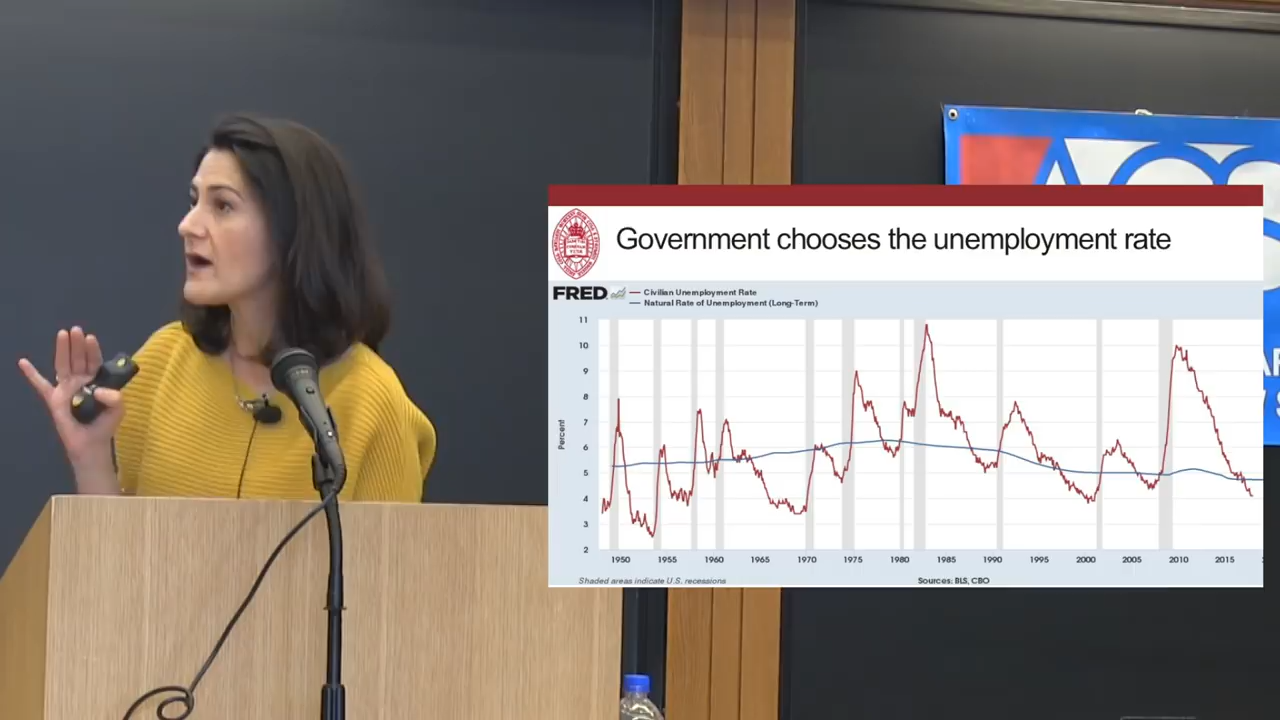 Government chooses the unemployment rate
FRED
Civilian Unemployment Rate
Natural Rate of Unemployment (Long-Term)
11
10
9
8
7
6
5
4
3
2
Percent
1950 1955 1960 1965 1970 1975 1980 1985 1990 1995 2000 2005 2010 2015
Shaded areas indicate U.S. recessions
Sources: BLS, CBO